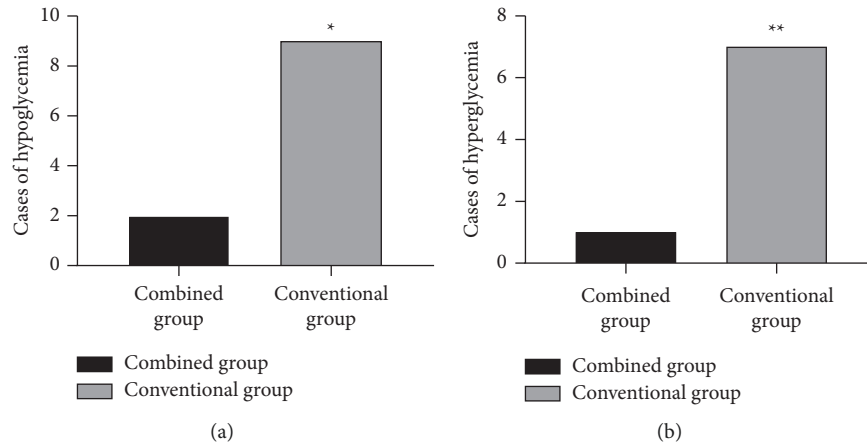 10
8
6
4
2
0
Cases of hypoglycemia
*
Combined
group
Conventional
group
Combined group
Conventional group
(a)
8
6
4
2
0
Cases of hyperglycemia
**
Combined
group
Conventional
group
Combined group
Conventional group
(b)